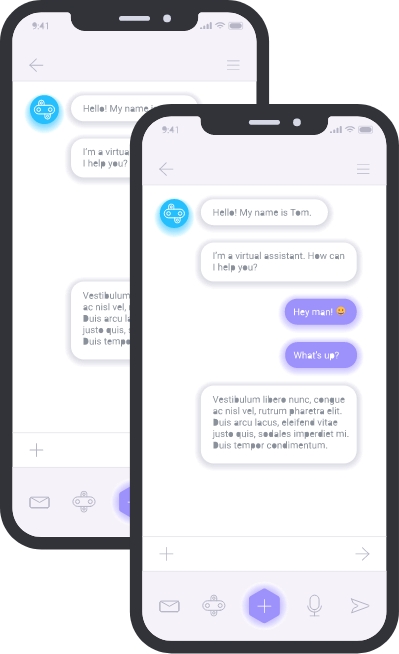 9:41
Hello! My name is
I'm a virtua
I help you?
Vestibulum
ac nisl vel,
Duis arcu la
justo quis,
Duis tempo
9:41
Hello! My name is Tom.
I'm a virtual assistant. How can
I help you?
Hey man! 😀
What's up?
Vestibulum libero nunc, congue
ac nisl vel, rutrum pharetra elit.
Duis arcu lacus, eleifend vitae
justo quis, sodales imperdiet mi.
Duis tempor condimentum.